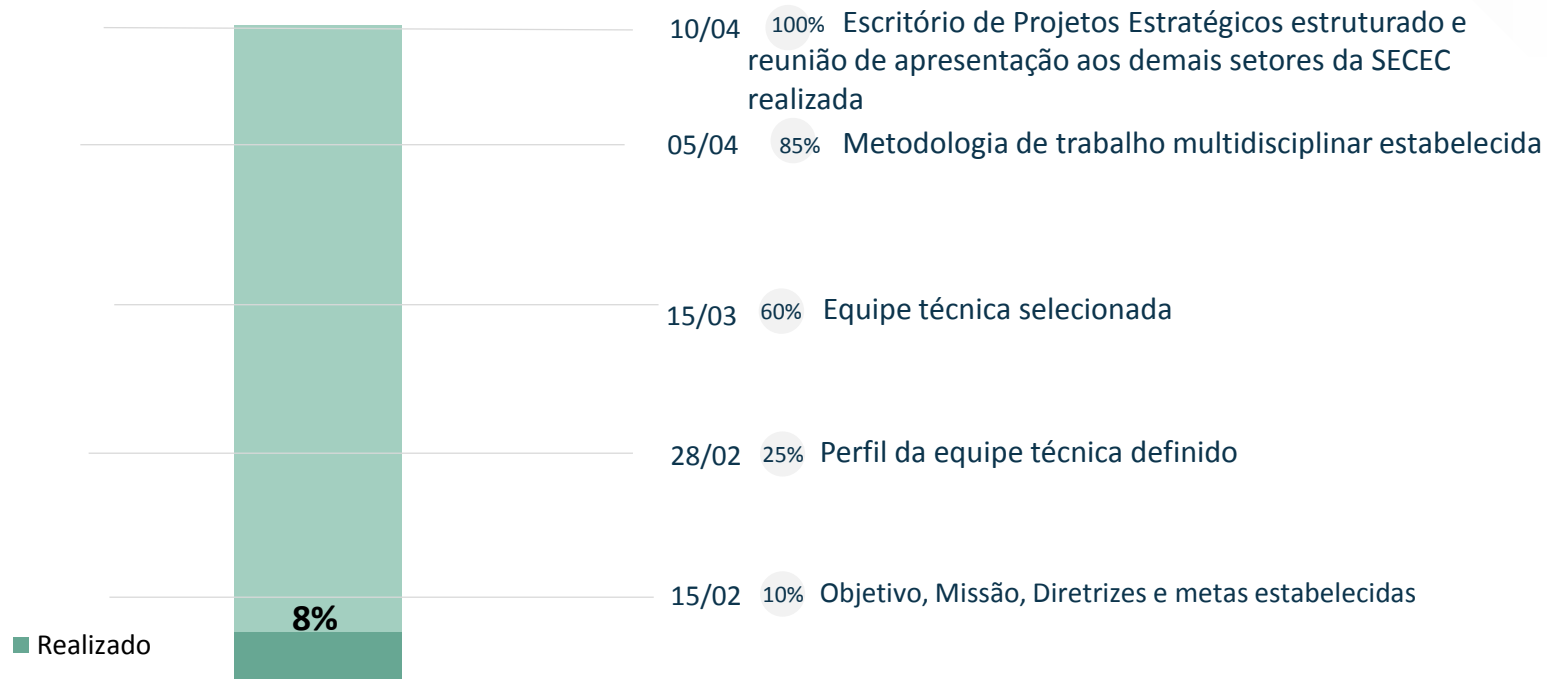 10/04 100% Escritório de Projetos Estratégicos estruturado e
reunião de apresentação aos demais setores da SECEC
realizada
05/04 85% Metodologia de trabalho multidisciplinar estabelecida
15/03 60% Equipe técnica selecionada
28/02 25% Perfil da equipe técnica definido
15/02 10% Objetivo, Missão, Diretrizes e metas estabelecidas
8%
Realizado